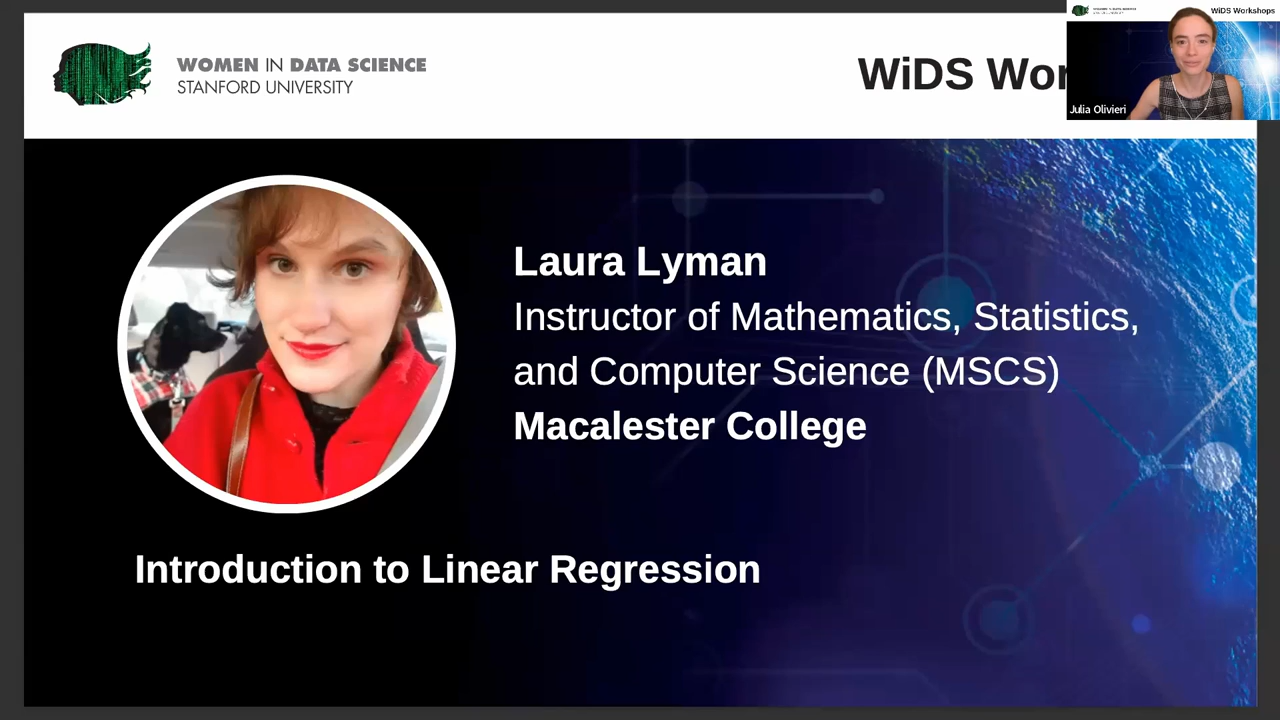 WOMEN IN DATA SCIENCE
STANFORD UNIVERSITY
WiDS Wor
WiDS Workshops
Julia Olivieri
Laura Lyman
Instructor of Mathematics, Statistics,
and Computer Science (MSCS)
Macalester College
Introduction to Linear Regression